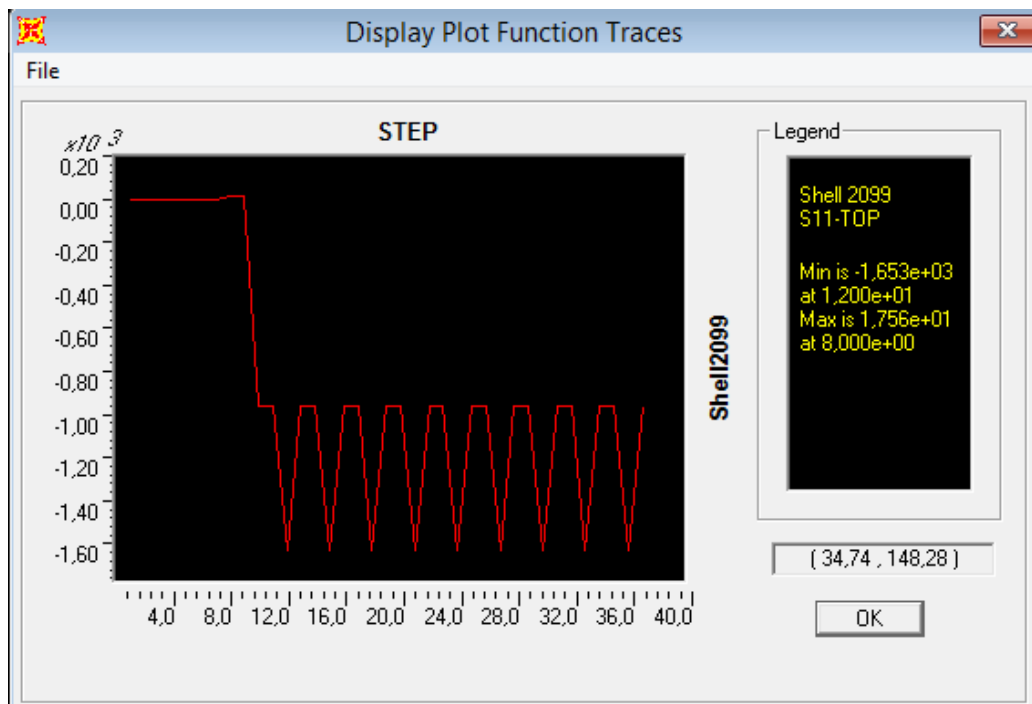 Display Plot Function Traces
File
x10 3
STEP
0,20
0,00
-0,20
-0,40
-0,60
-0,80
-1,00
-1,20
-1,40
-1,60
4,0 8,0 12,0 16,0 20,0 24,0 28,0 32,0 36,0 40,0
Shell2099
Legend
Shell 2099
S11-TOP
Min is -1,653e+03
at 1,200e+01
Max is 1,756e+01
at 8,000e+00
( 34,74 , 148,28 )
OK